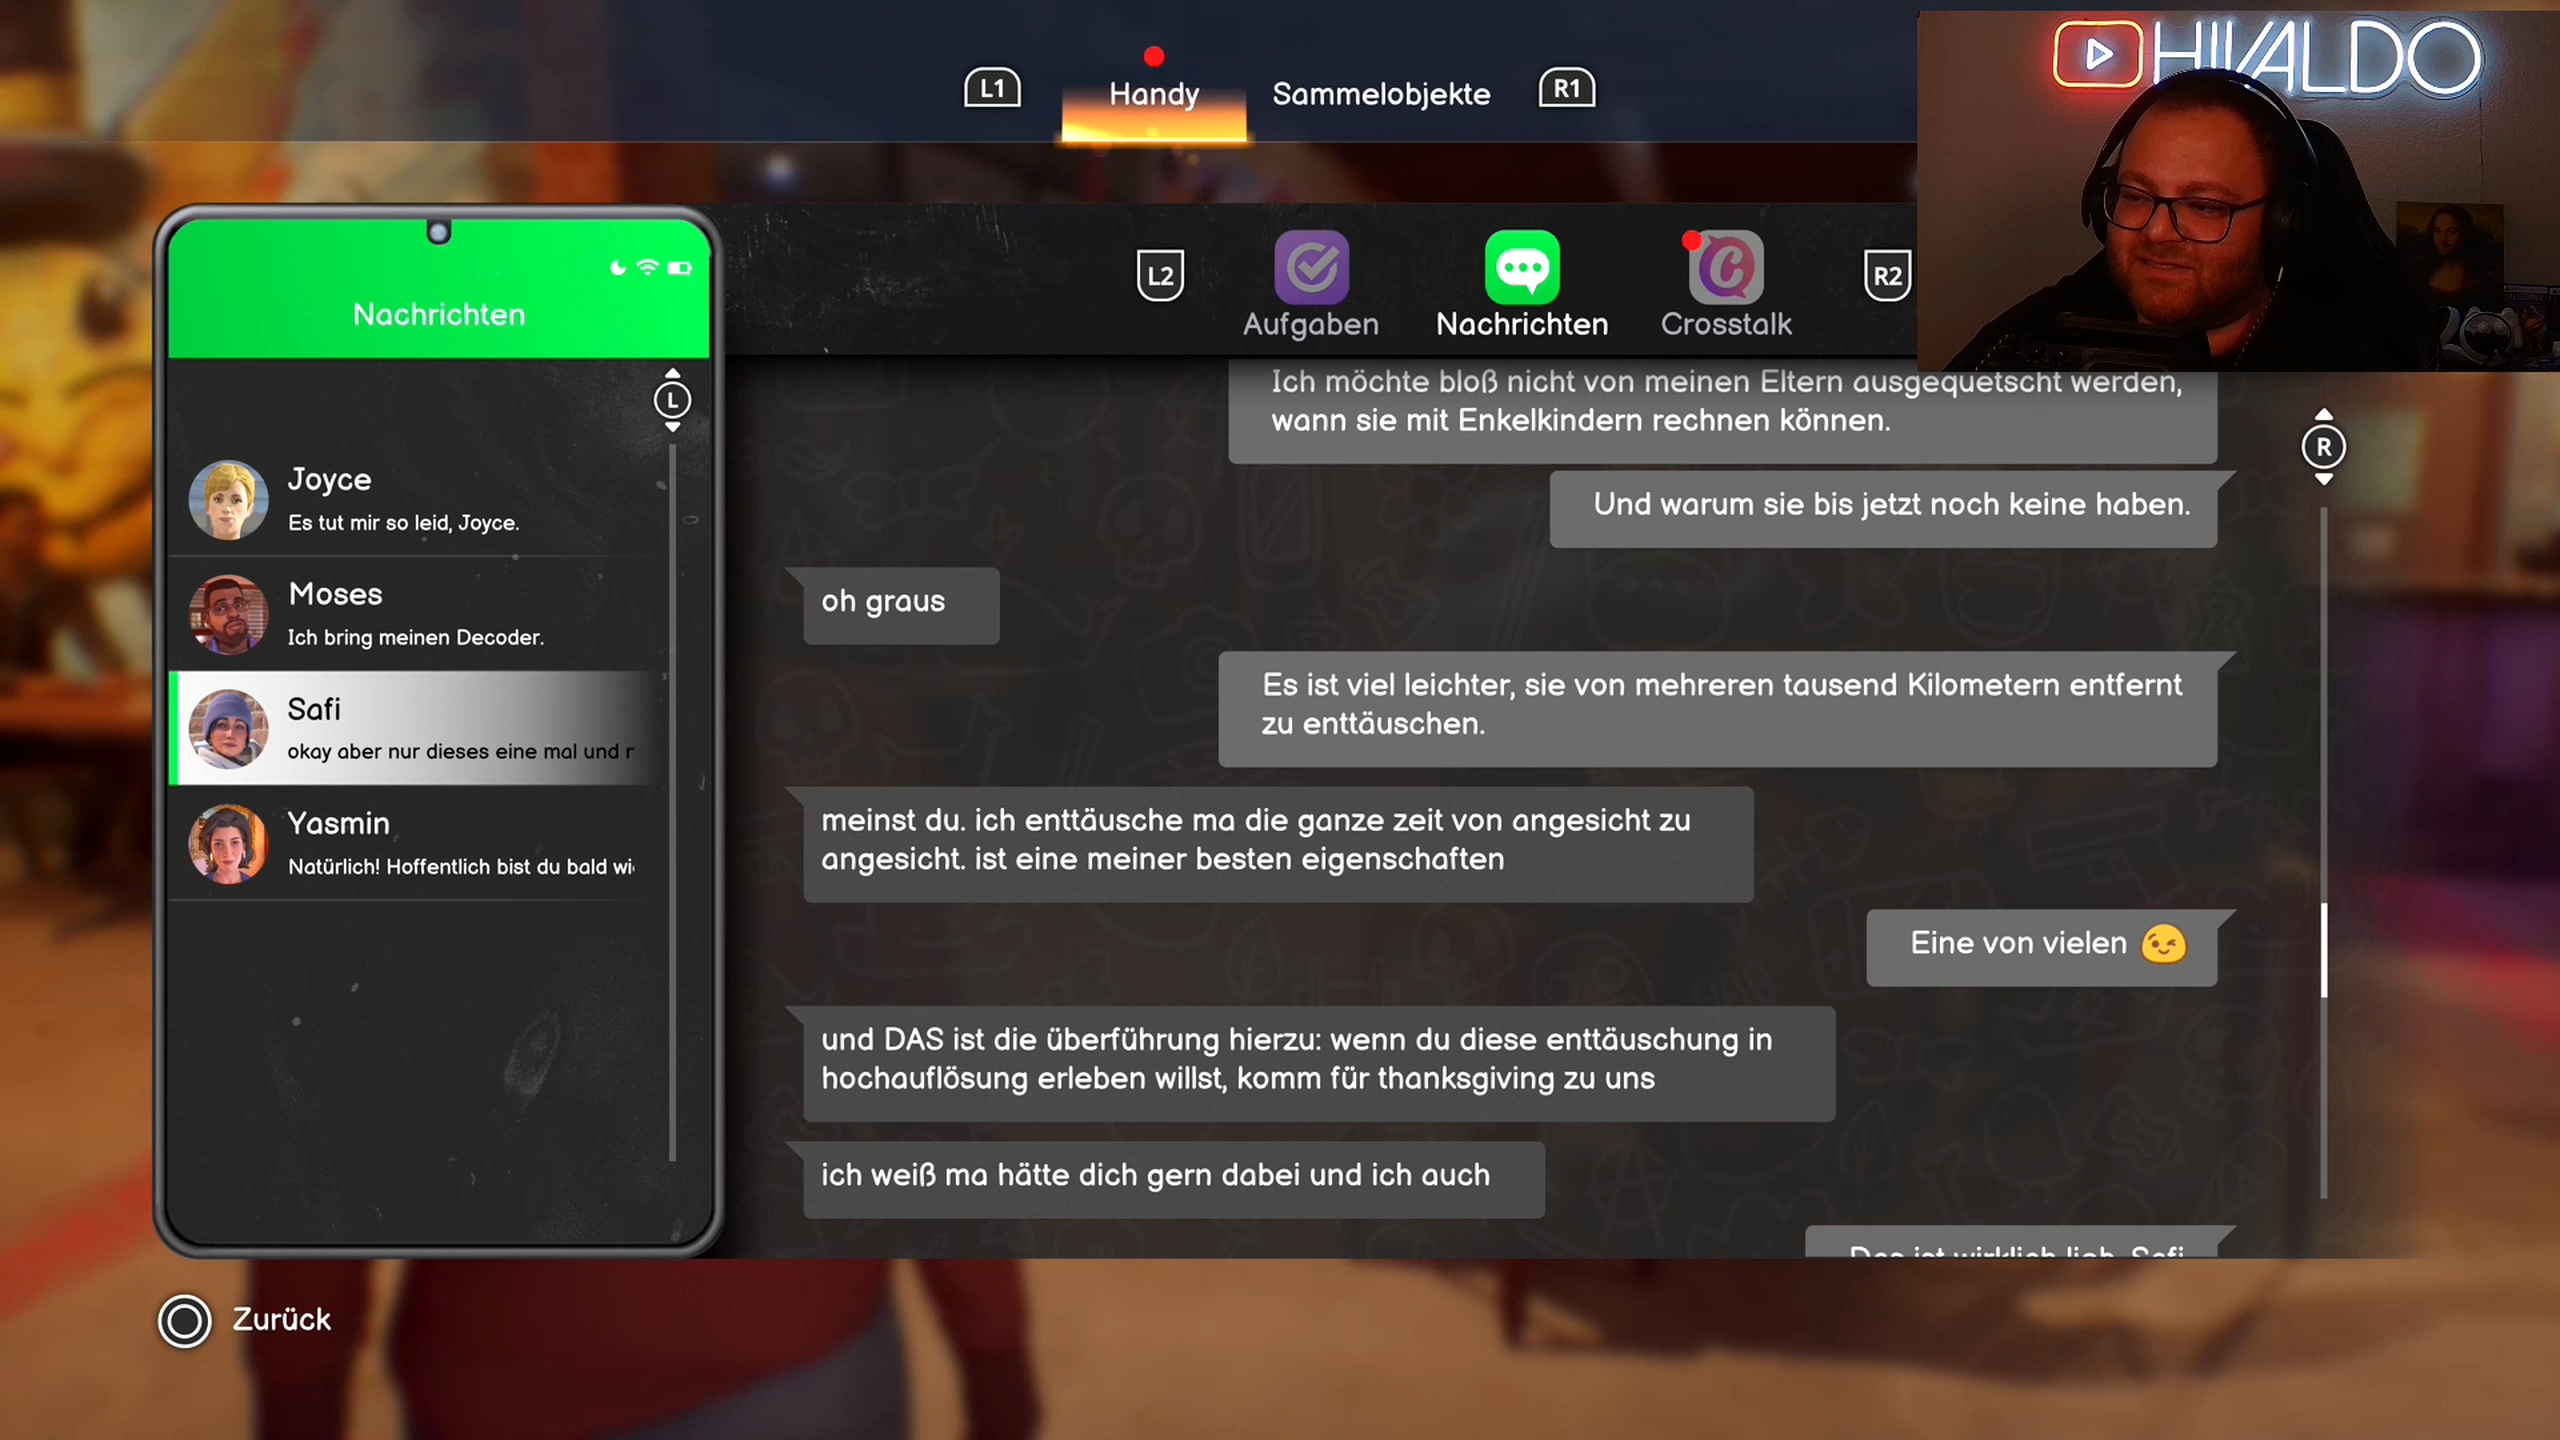 HIVALDO
L1
Handy
Sammelobjekte
R1
L2
Aufgaben
Nachrichten
Crosstalk
R2
Nachrichten
L
Joyce
Es tut mir so leid, Joyce.
Moses
Ich bring meinen Decoder.
Safi
okay aber nur dieses eine mal und r
Yasmin
Natürlich! Hoffentlich bist du bald wi
Ich möchte bloß nicht von meinen Eltern ausgequetscht werden,
wann sie mit Enkelkindern rechnen können.
R
Und warum sie bis jetzt noch keine haben.
oh graus
Es ist viel leichter, sie von mehreren tausend Kilometern entfernt
zu enttäuschen.
meinst du. ich enttäusche ma die ganze zeit von angesicht zu
angesicht. ist eine meiner besten eigenschaften
Eine von vielen 😉
und DAS ist die überführung hierzu: wenn du diese enttäuschung in
hochauflösung erleben willst, komm für thanksgiving zu uns
ich weiß ma hätte dich gern dabei und ich auch
Das ist wirklich lieb, Safi.
Zurück